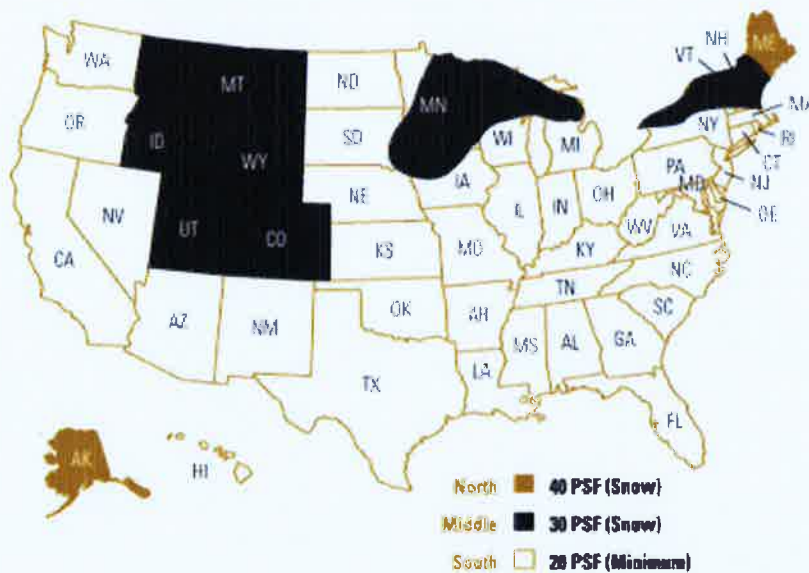 WA
MT
ND
MN
VT
NH
ME
OR
ID
SD
WI
MI
NY
MA
RI
CT
WY
IA
PA
NJ
NV
UT
CO
NE
IL
IN
OH
MD
DE
WV
VA
CA
KS
MO
KY
NC
AZ
NM
OK
AR
TN
SC
TX
LA
MS
AL
GA
FL
AK
HI
North 40 PSF (Snow)
Middle 30 PSF (Snow)
South 20 PSF (Minimum)